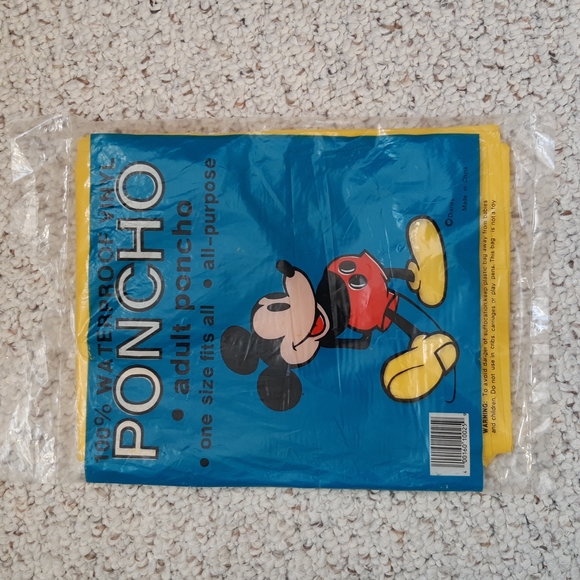 100% WATERPROOF VINYL
PONCHO
• adult poncho
• one size fits all • all-purpose
© Disney
Made in China
WARNING: To avoid danger of suffocation, keep plastic bag away from babies
and children. Do not use in cribs, carriages or play pens. This bag is not a toy